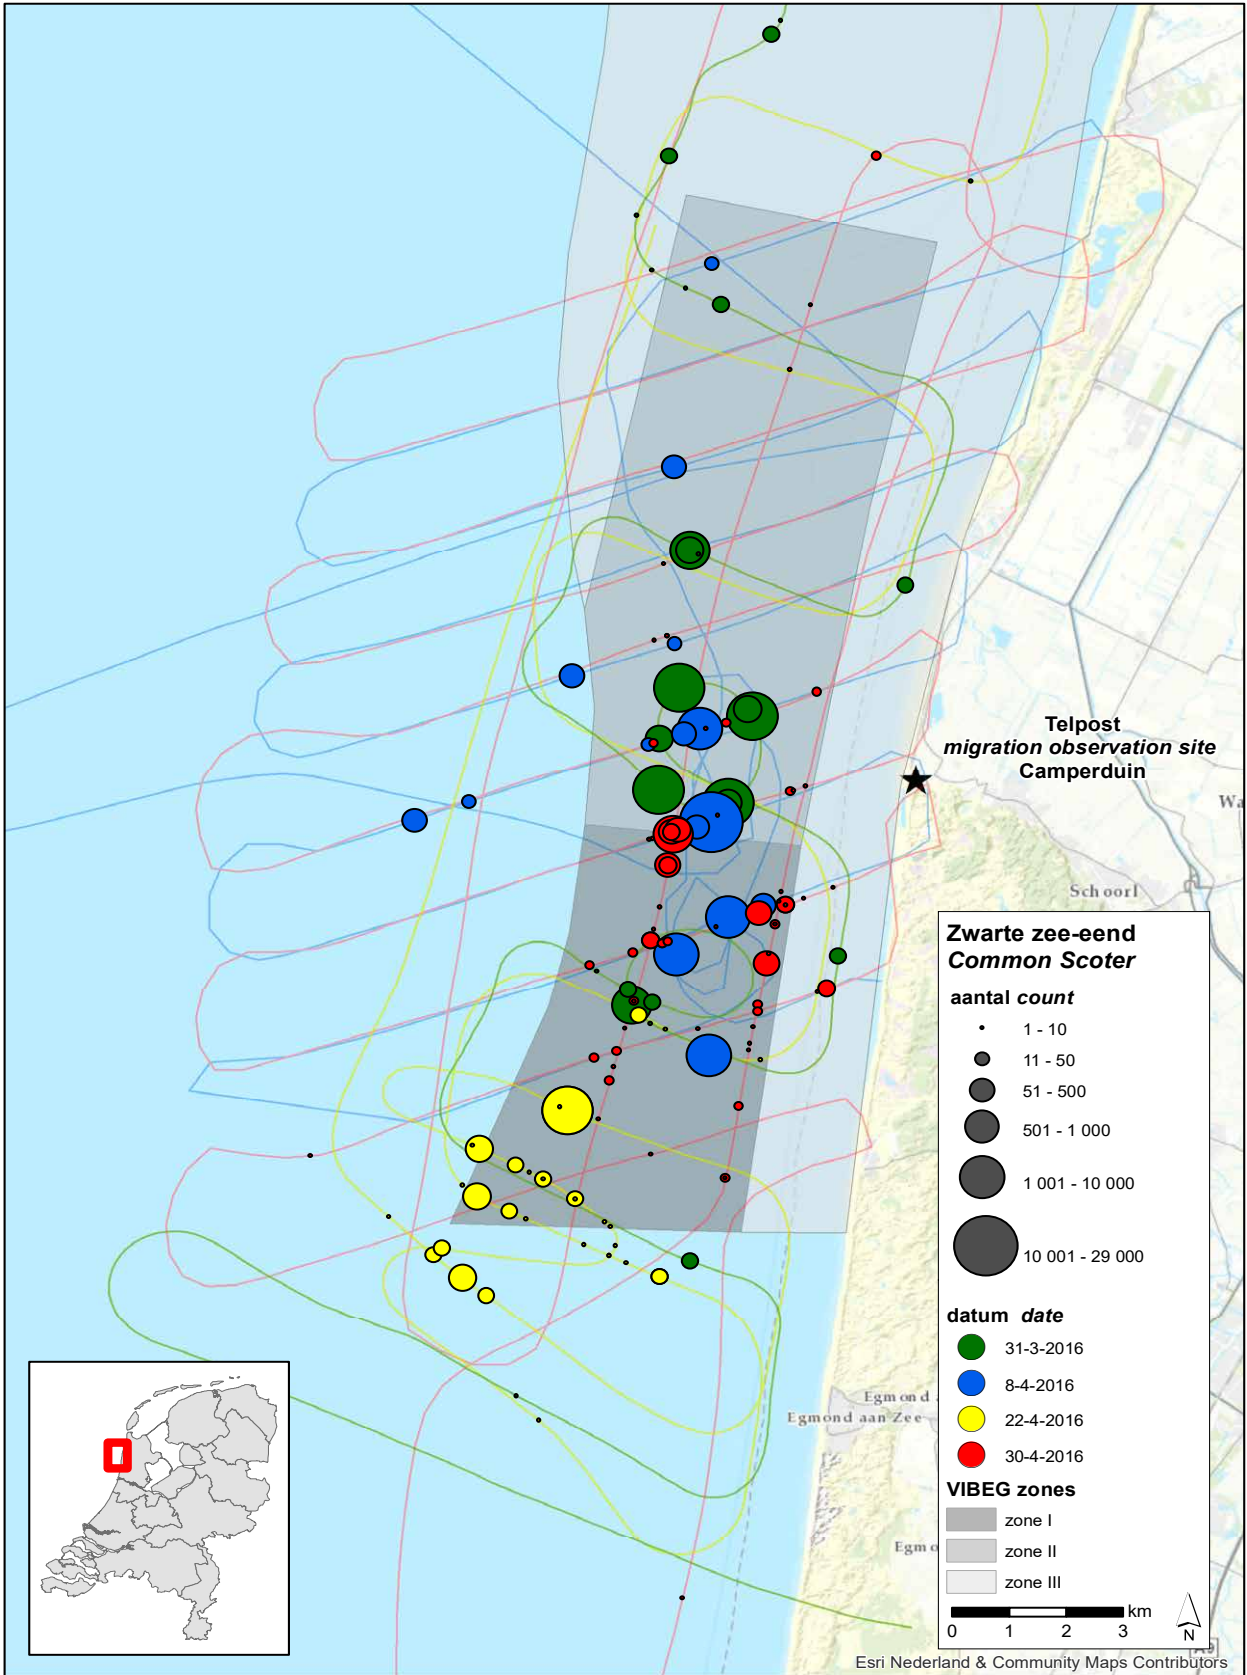 Telpost
migration observation site
Camperduin
Wa
Schoorl
Egmond a
Egmond aan Zee
Egmo
Zwarte zee-eend
Common Scoter
aantal count
1 - 10
11 - 50
51 - 500
501 - 1 000
1 001 - 10 000
10 001 - 29 000
datum date
31-3-2016
8-4-2016
22-4-2016
30-4-2016
VIBEG zones
zone I
zone II
zone III
km
0 1 2 3
N
A9
Esri Nederland & Community Maps Contributors